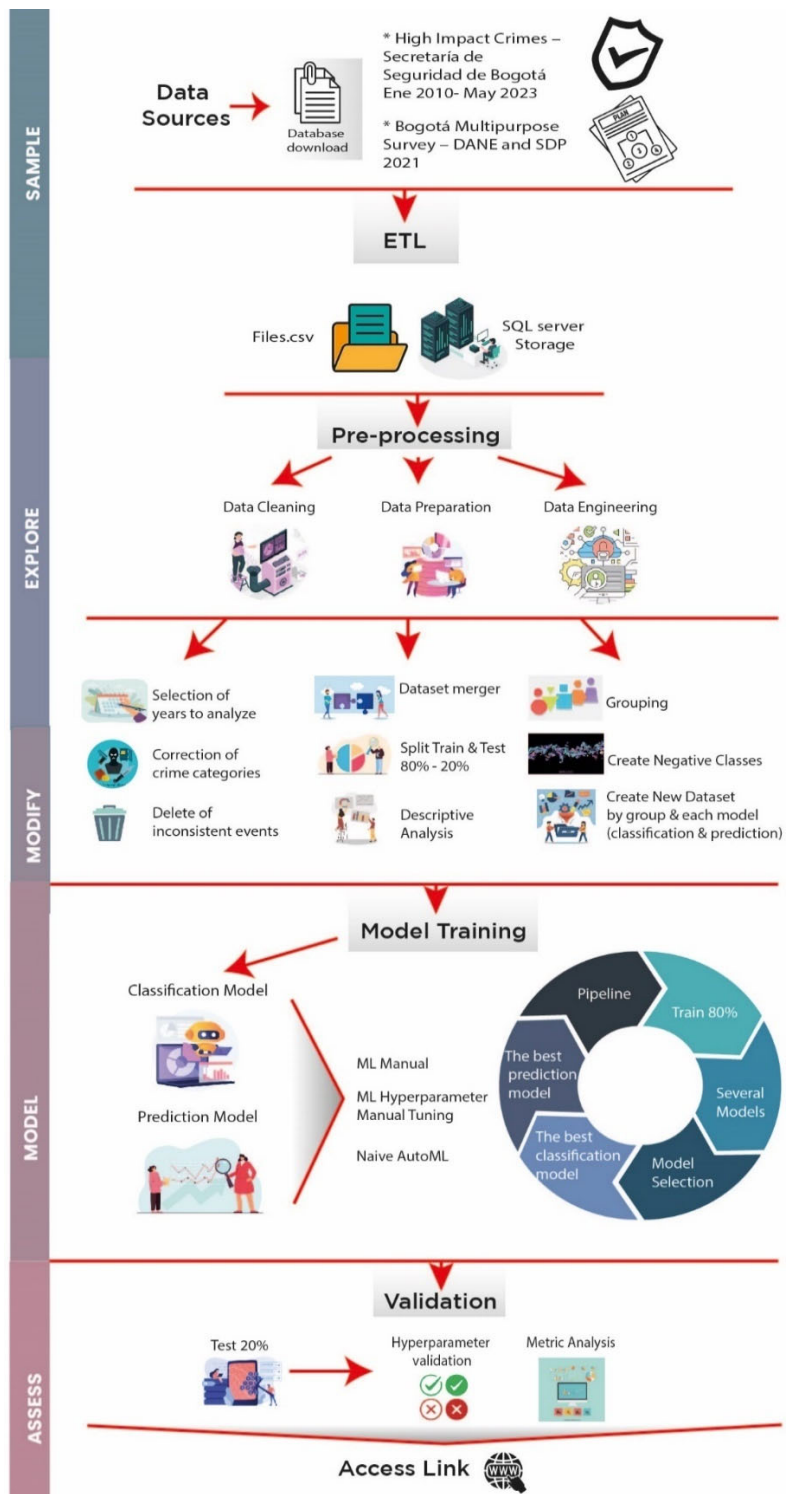 SAMPLE
Data
Sources
Database
download
* High Impact Crimes –
Secretaría de
Seguridad de Bogotá
Ene 2010- May 2023
* Bogotá Multipurpose
Survey – DANE and SDP
2021
PLAN
ETL
Files.csv
SQL server
Storage
EXPLORE
Pre-processing
Data Cleaning
Data Preparation
Data Engineering
Selection of
years to analyze
Dataset merger
Grouping
MODIFY
Correction of
crime categories
Split Train & Test
80% - 20%
Create Negative Classes
Delete of
inconsistent events
Descriptive
Analysis
Create New Dataset
by group & each model
(classification & prediction)
MODEL
Model Training
Classification Model
Prediction Model
ML Manual
ML Hyperparameter
Manual Tuning
Naive AutoML
Pipeline
Train 80%
Several
Models
Model
Selection
The best
classification
model
The best
prediction
model
ASSESS
Validation
Test 20%
Hyperparameter
validation
Metric Analysis
Access Link
WWW